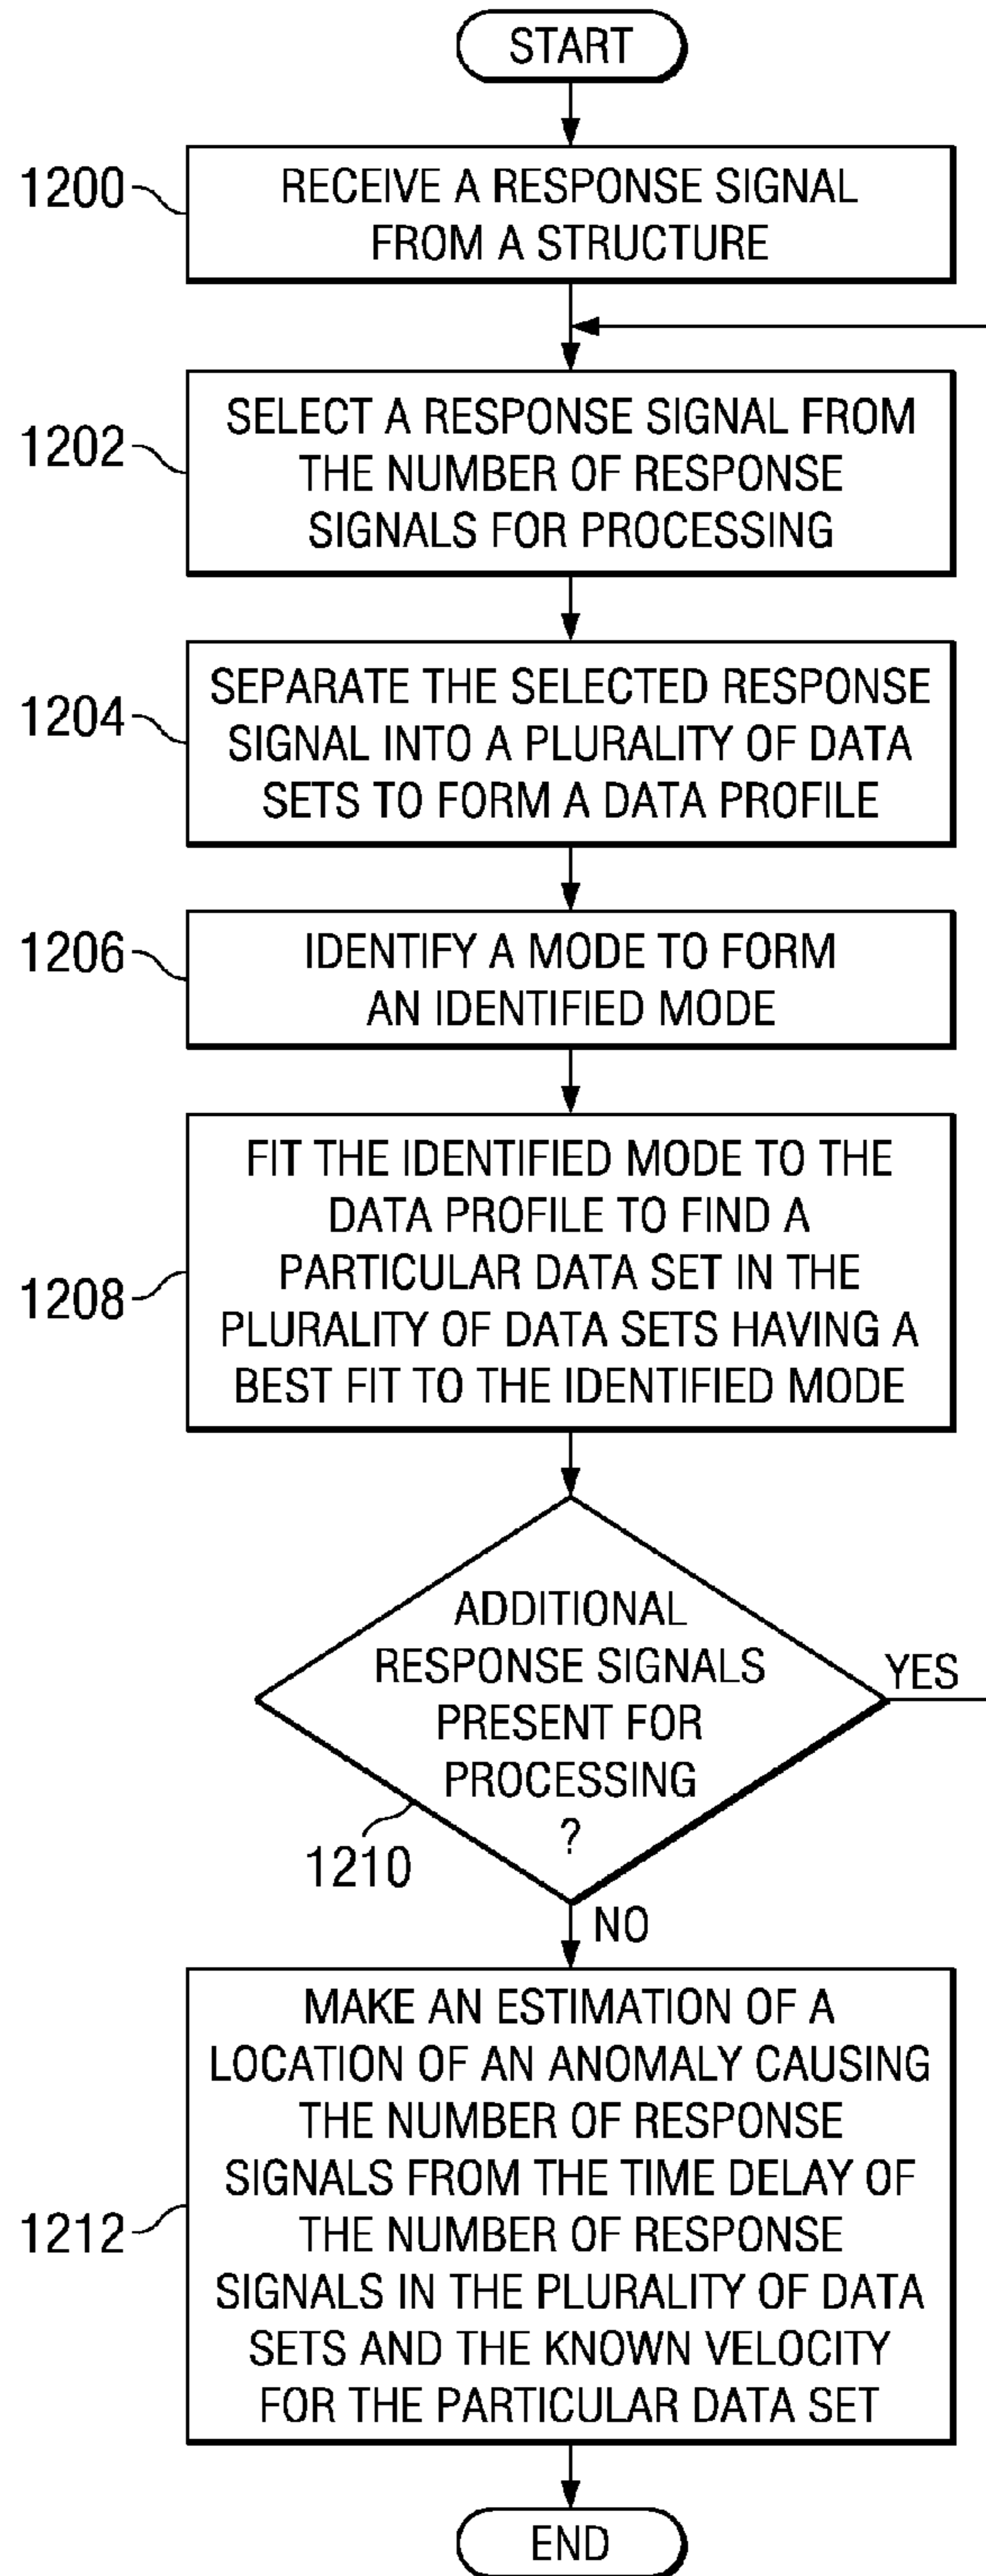 START
1200
RECEIVE A RESPONSE SIGNAL
FROM A STRUCTURE
1202
SELECT A RESPONSE SIGNAL FROM
THE NUMBER OF RESPONSE
SIGNALS FOR PROCESSING
1204
SEPARATE THE SELECTED RESPONSE
SIGNAL INTO A PLURALITY OF DATA
SETS TO FORM A DATA PROFILE
1206
IDENTIFY A MODE TO FORM
AN IDENTIFIED MODE
1208
FIT THE IDENTIFIED MODE TO THE
DATA PROFILE TO FIND A
PARTICULAR DATA SET IN THE
PLURALITY OF DATA SETS HAVING A
BEST FIT TO THE IDENTIFIED MODE
ADDITIONAL
RESPONSE SIGNALS
PRESENT FOR
PROCESSING
?
YES
1210
NO
1212
MAKE AN ESTIMATION OF A
LOCATION OF AN ANOMALY CAUSING
THE NUMBER OF RESPONSE
SIGNALS FROM THE TIME DELAY OF
THE NUMBER OF RESPONSE
SIGNALS IN THE PLURALITY OF DATA
SETS AND THE KNOWN VELOCITY
FOR THE PARTICULAR DATA SET
END